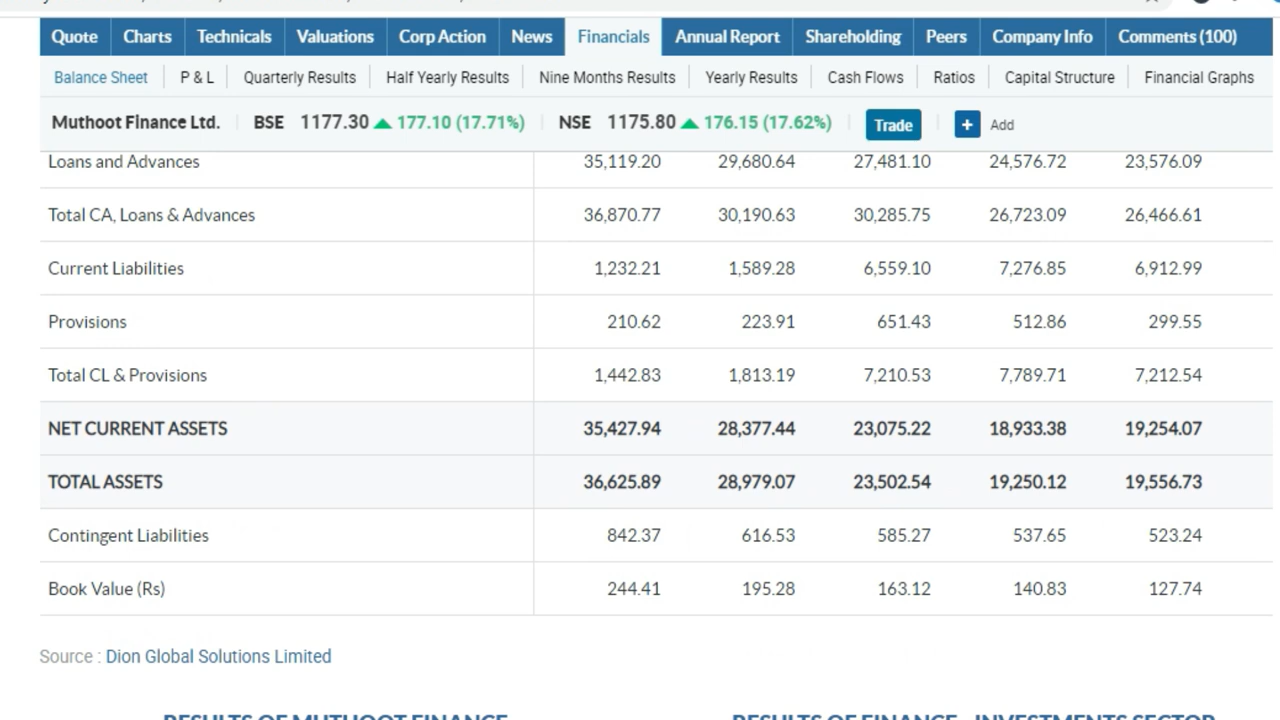 Quote Charts Technicals Valuations Corp Action News Financials Annual Report Shareholding Peers Company Info Comments (100)
Balance Sheet P & L Quarterly Results Half Yearly Results Nine Months Results Yearly Results Cash Flows Ratios Capital Structure Financial Graphs
Muthoot Finance Ltd. BSE 1177.30 177.10 (17.71%) NSE 1175.80 176.15 (17.62%) Trade + Add
Loans and Advances 35,119.20 29,680.64 27,481.10 24,576.72 23,576.09
Total CA, Loans & Advances 36,870.77 30,190.63 30,285.75 26,723.09 26,466.61
Current Liabilities 1,232.21 1,589.28 6,559.10 7,276.85 6,912.99
Provisions 210.62 223.91 651.43 512.86 299.55
Total CL & Provisions 1,442.83 1,813.19 7,210.53 7,789.71 7,212.54
NET CURRENT ASSETS 35,427.94 28,377.44 23,075.22 18,933.38 19,254.07
TOTAL ASSETS 36,625.89 28,979.07 23,502.54 19,250.12 19,556.73
Contingent Liabilities 842.37 616.53 585.27 537.65 523.24
Book Value (Rs) 244.41 195.28 163.12 140.83 127.74
Source : Dion Global Solutions Limited
RESULTS OF MUTHOOT FINANCE RESULTS OF FINANCE - INVESTMENTS SECTOR